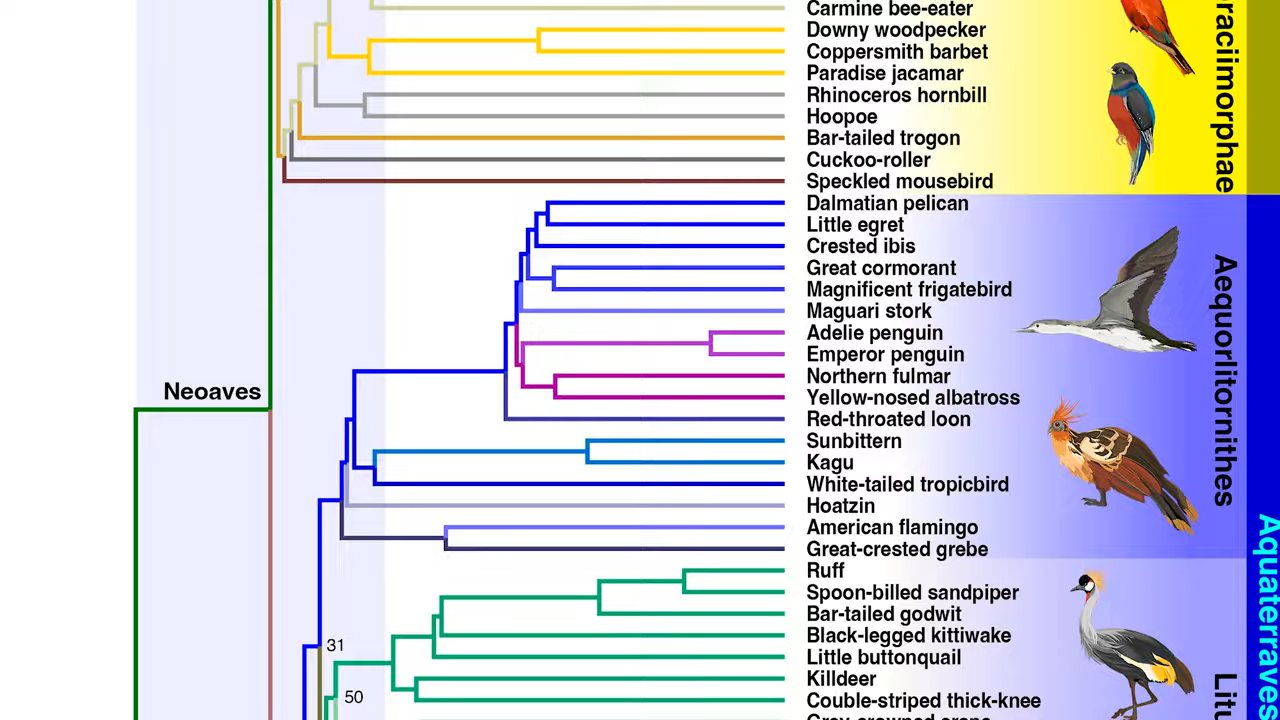 Carmine bee-eater
Downy woodpecker
Coppersmith barbet
Paradise jacamar
Rhinoceros hornbill
Hoopoe
Bar-tailed trogon
Cuckoo-roller
Speckled mousebird
raciimorphae
Dalmatian pelican
Little egret
Crested ibis
Great cormorant
Magnificent frigatebird
Maguari stork
Adelie penguin
Emperor penguin
Northern fulmar
Yellow-nosed albatross
Red-throated loon
Sunbittern
Kagu
White-tailed tropicbird
Hoatzin
American flamingo
Great-crested grebe
Aequorlitornithes
Neoaves
Ruff
Spoon-billed sandpiper
Bar-tailed godwit
Black-legged kittiwake
Little buttonquail
Killdeer
Couble-striped thick-knee
31
50
Litu
Aquaterraves